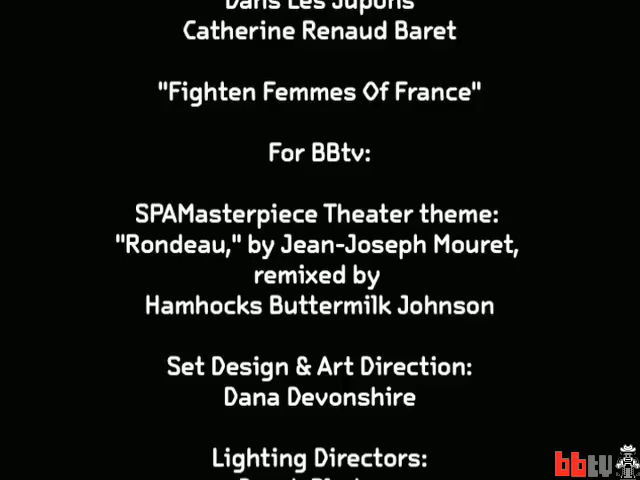 Dans Les Jupons
Catherine Renaud Baret
"Fighten Femmes Of France"
For BBtv:
SPAMasterpiece Theater theme:
"Rondeau," by Jean-Joseph Mouret,
remixed by
Hamhocks Buttermilk Johnson
Set Design & Art Direction:
Dana Devonshire
Lighting Directors:
bbtv